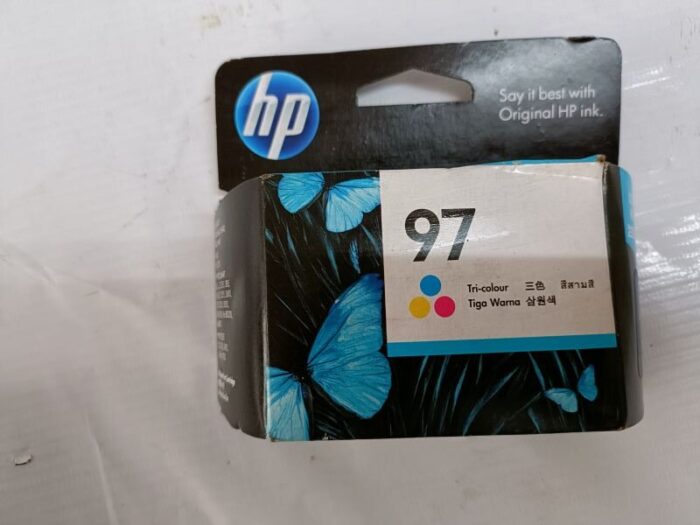 hp
Say it best with
Original HP ink.
97
Tri-colour 三色 สีสามสี
Tiga Warna 삼원색